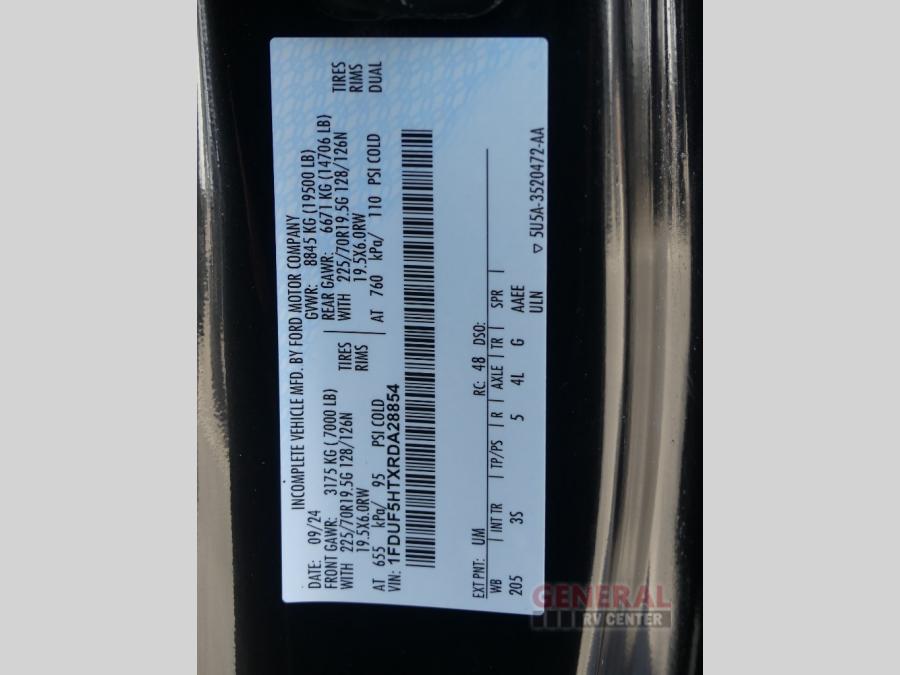 INCOMPLETE VEHICLE MFD. BY FORD MOTOR COMPANY
DATE: 09/24 GVWR: 8845 KG (19500 LB)
FRONT GAWR: 3175 KG (7000 LB) REAR GAWR: 6671 KG (14706 LB)
WITH 225/70R19.5G 128/126N TIRES WITH 225/70R19.5G 128/126N TIRES
19.5X6.0RW RIMS 19.5X6.0RW RIMS
AT 655 kPa/ 95 PSI COLD AT 760 kPa/ 110 PSI COLD DUAL
VIN: 1FDUF5HTXRDA28854
EXT PNT: UM RC: 48 DSO:
WB INT TR TP/PS R AXLE TR SPR
205 3S 5 4L G AAEE
ULN
5U5A-3520472-AA
GENERAL
RV CENTER